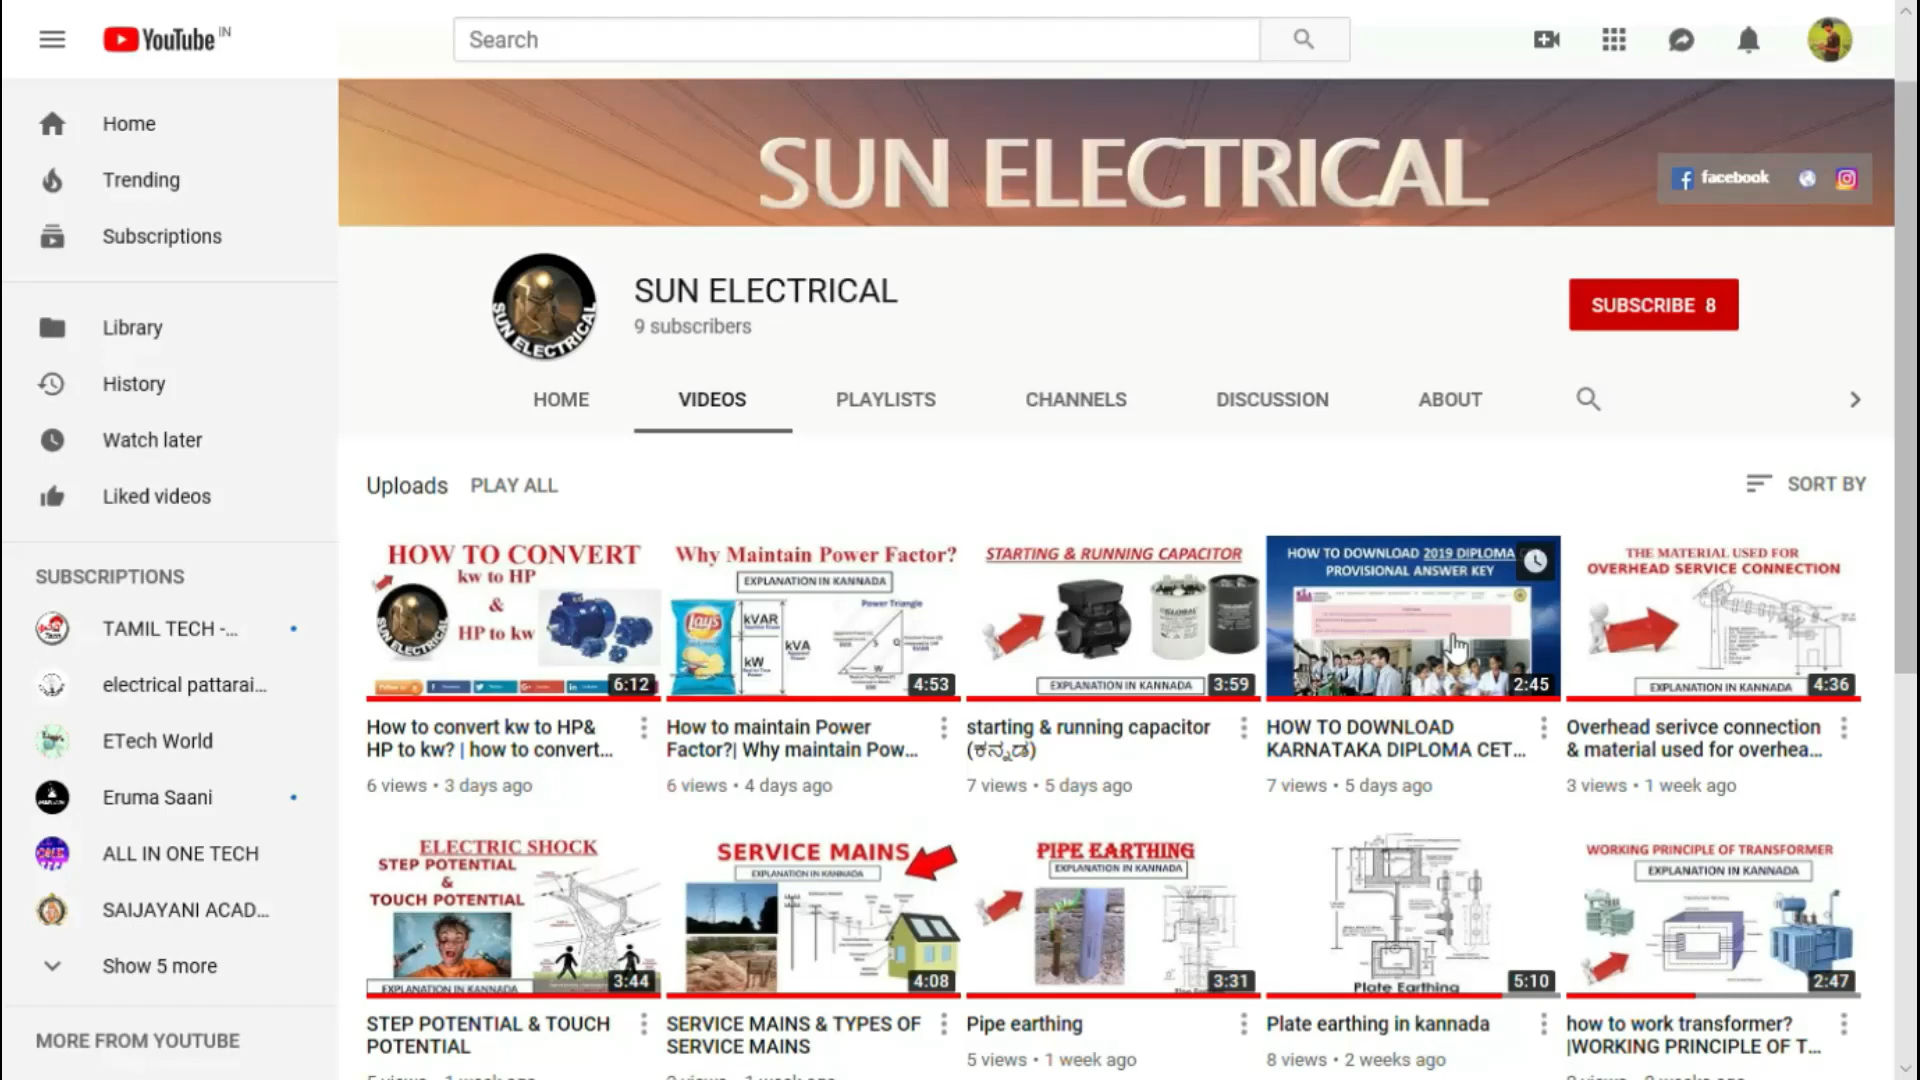 YouTube IN
Search
Home
Trending
Subscriptions
Library
History
Watch later
Liked videos
SUBSCRIPTIONS
TAMIL TECH -...
electrical pattarai...
ETech World
Eruma Saani
ALL IN ONE TECH
SAIJAYANI ACAD...
Show 5 more
MORE FROM YOUTUBE
SUN ELECTRICAL
facebook
SUN ELECTRICAL
SUN ELECTRICAL
9 subscribers
SUBSCRIBE 8
HOME VIDEOS PLAYLISTS CHANNELS DISCUSSION ABOUT
Uploads PLAY ALL
SORT BY
HOW TO CONVERT
kw to HP
&
HP to kw
SUN ELECTRICAL
6:12
How to convert kw to HP&
HP to kw? | how to convert...
6 views • 3 days ago
Why Maintain Power Factor?
EXPLANATION IN KANNADA
Power Triangle
Lays
kVAR
kVA
kW
4:53
How to maintain Power
Factor?| Why maintain Pow...
6 views • 4 days ago
STARTING & RUNNING CAPACITOR
GLOBAL
EXPLANATION IN KANNADA
3:59
starting & running capacitor
(ಕನ್ನಡ)
7 views • 5 days ago
HOW TO DOWNLOAD 2019 DIPLOMA
PROVISIONAL ANSWER KEY
2:45
HOW TO DOWNLOAD
KARNATAKA DIPLOMA CET...
7 views • 5 days ago
THE MATERIAL USED FOR
OVERHEAD SERVICE CONNECTION
EXPLANATION IN KANNADA
4:36
Overhead serivce connection
& material used for overhea...
3 views • 1 week ago
ELECTRIC SHOCK
STEP POTENTIAL
&
TOUCH POTENTIAL
EXPLANATION IN KANNADA
3:44
STEP POTENTIAL & TOUCH
POTENTIAL
SERVICE MAINS
EXPLANATION IN KANNADA
4:08
SERVICE MAINS & TYPES OF
SERVICE MAINS
PIPE EARTHING
EXPLANATION IN KANNADA
3:31
Pipe earthing
5 views • 1 week ago
Plate Earthing
5:10
Plate earthing in kannada
8 views • 2 weeks ago
WORKING PRINCIPLE OF TRANSFORMER
EXPLANATION IN KANNADA
2:47
how to work transformer?
|WORKING PRINCIPLE OF T...